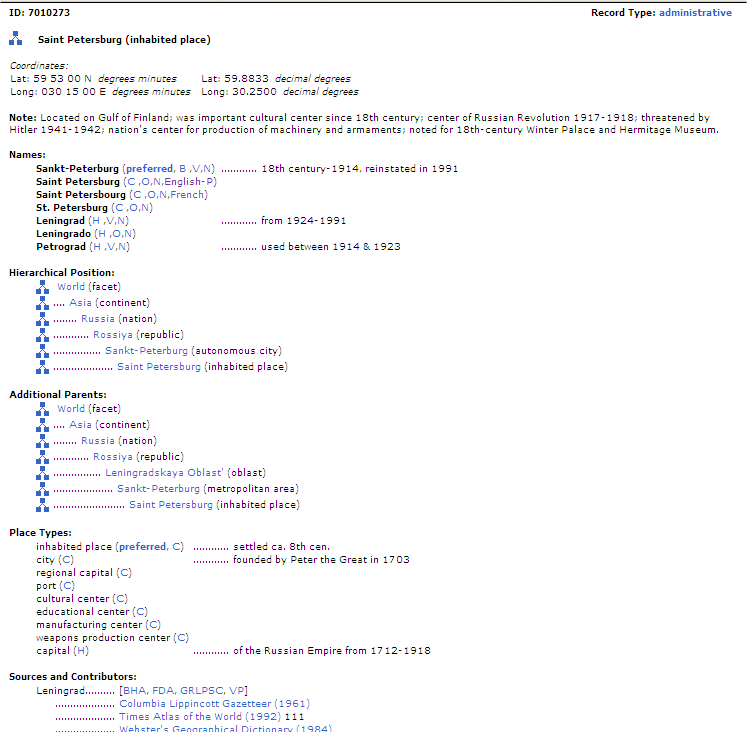 ID: 7010273 Record Type: administrative
Saint Petersburg (inhabited place)
Coordinates:
Lat: 59 53 00 N degrees minutes Lat: 59.8833 decimal degrees
Long: 030 15 00 E degrees minutes Long: 30.2500 decimal degrees
Note: Located on Gulf of Finland; was important cultural center since 18th century; center of Russian Revolution 1917-1918; threatened by
Hitler 1941-1942; nation's center for production of machinery and armaments; noted for 18th-century Winter Palace and Hermitage Museum.
Names:
Sankt-Peterburg (preferred, B ,V,N) ............ 18th century-1914, reinstated in 1991
Saint Petersburg (C ,O,N,English-P)
Saint Petersbourg (C ,O,N,French)
St. Petersburg (C ,O,N)
Leningrad (H ,V,N) ............ from 1924-1991
Leningrado (H ,O,N)
Petrograd (H ,V,N) ............ used between 1914 & 1923
Hierarchical Position:
World (facet)
.... Asia (continent)
........ Russia (nation)
............ Rossiya (republic)
................ Sankt-Peterburg (autonomous city)
.................... Saint Petersburg (inhabited place)
Additional Parents:
World (facet)
.... Asia (continent)
........ Russia (nation)
............ Rossiya (republic)
................ Leningradskaya Oblast' (oblast)
.................... Sankt-Peterburg (metropolitan area)
........................ Saint Petersburg (inhabited place)
Place Types:
inhabited place (preferred, C) ............ settled ca. 8th cen.
city (C) ............ founded by Peter the Great in 1703
regional capital (C)
port (C)
cultural center (C)
educational center (C)
manufacturing center (C)
weapons production center (C)
capital (H) ............ of the Russian Empire from 1712-1918
Sources and Contributors:
Leningrad.......... [BHA, FDA, GRLPSC, VP]
.................... Columbia Lippincott Gazetteer (1961)
.................... Times Atlas of the World (1992) 111
.................... Webster's Geographical Dictionary (1984)